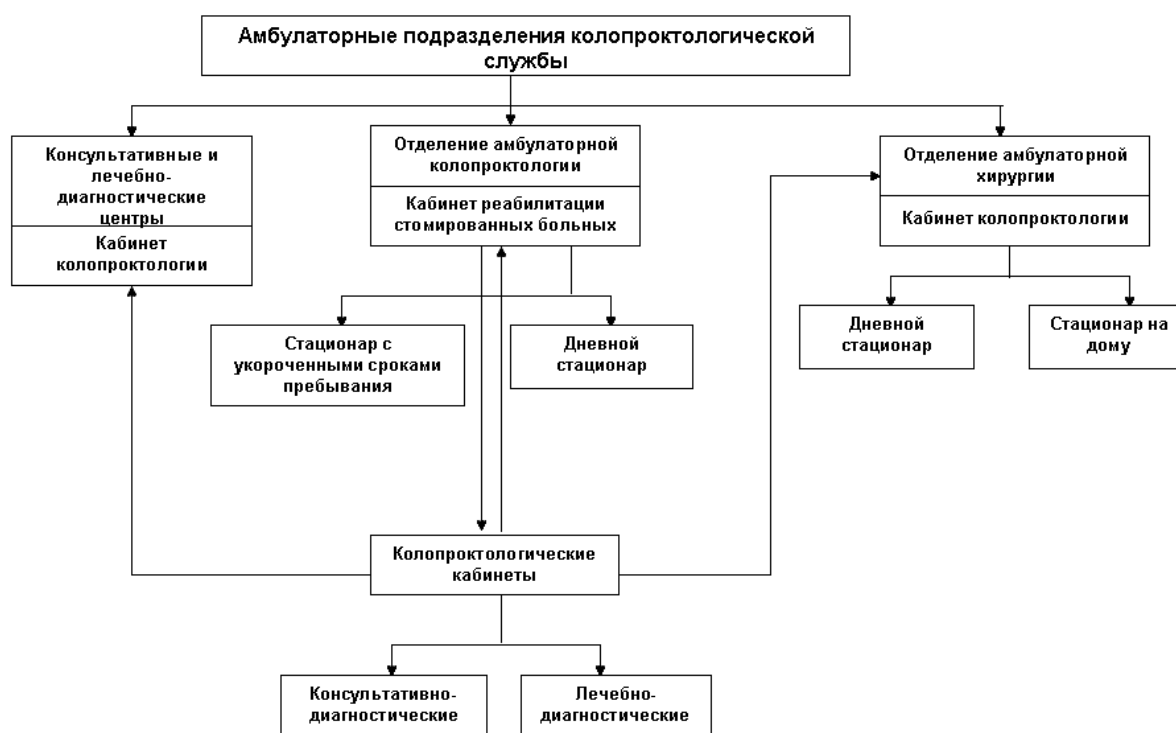 Амбулаторные подразделения колопроктологической
службы
Консультативные и
лечебно-
диагностические
центры
Кабинет
колопроктологии
Отделение амбулаторной
колопроктологии
Кабинет реабилитации
стомированных больных
Отделение амбулаторной
хирургии
Кабинет колопроктологии
Стационар с
укороченными сроками
пребывания
Дневной
стационар
Дневной
стационар
Стационар на
дому
Колопроктологические
кабинеты
Консультативно-
диагностические
Лечебно-
диагностические